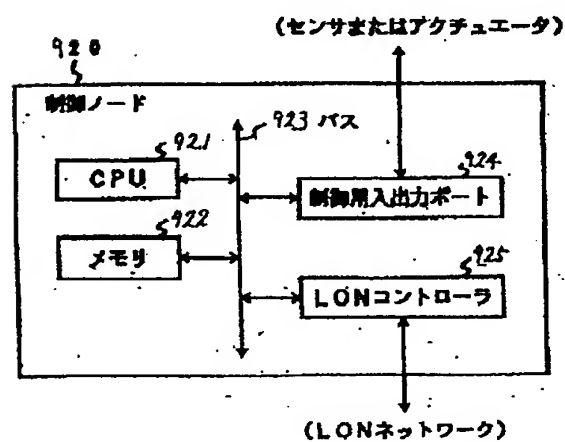 (センサまたはアクチュエータ)
920
制御ノード
921
923 バス
CPU
924
制御用入出力ポート
922
メモリ
925
LONコントローラ
(LONネットワーク)